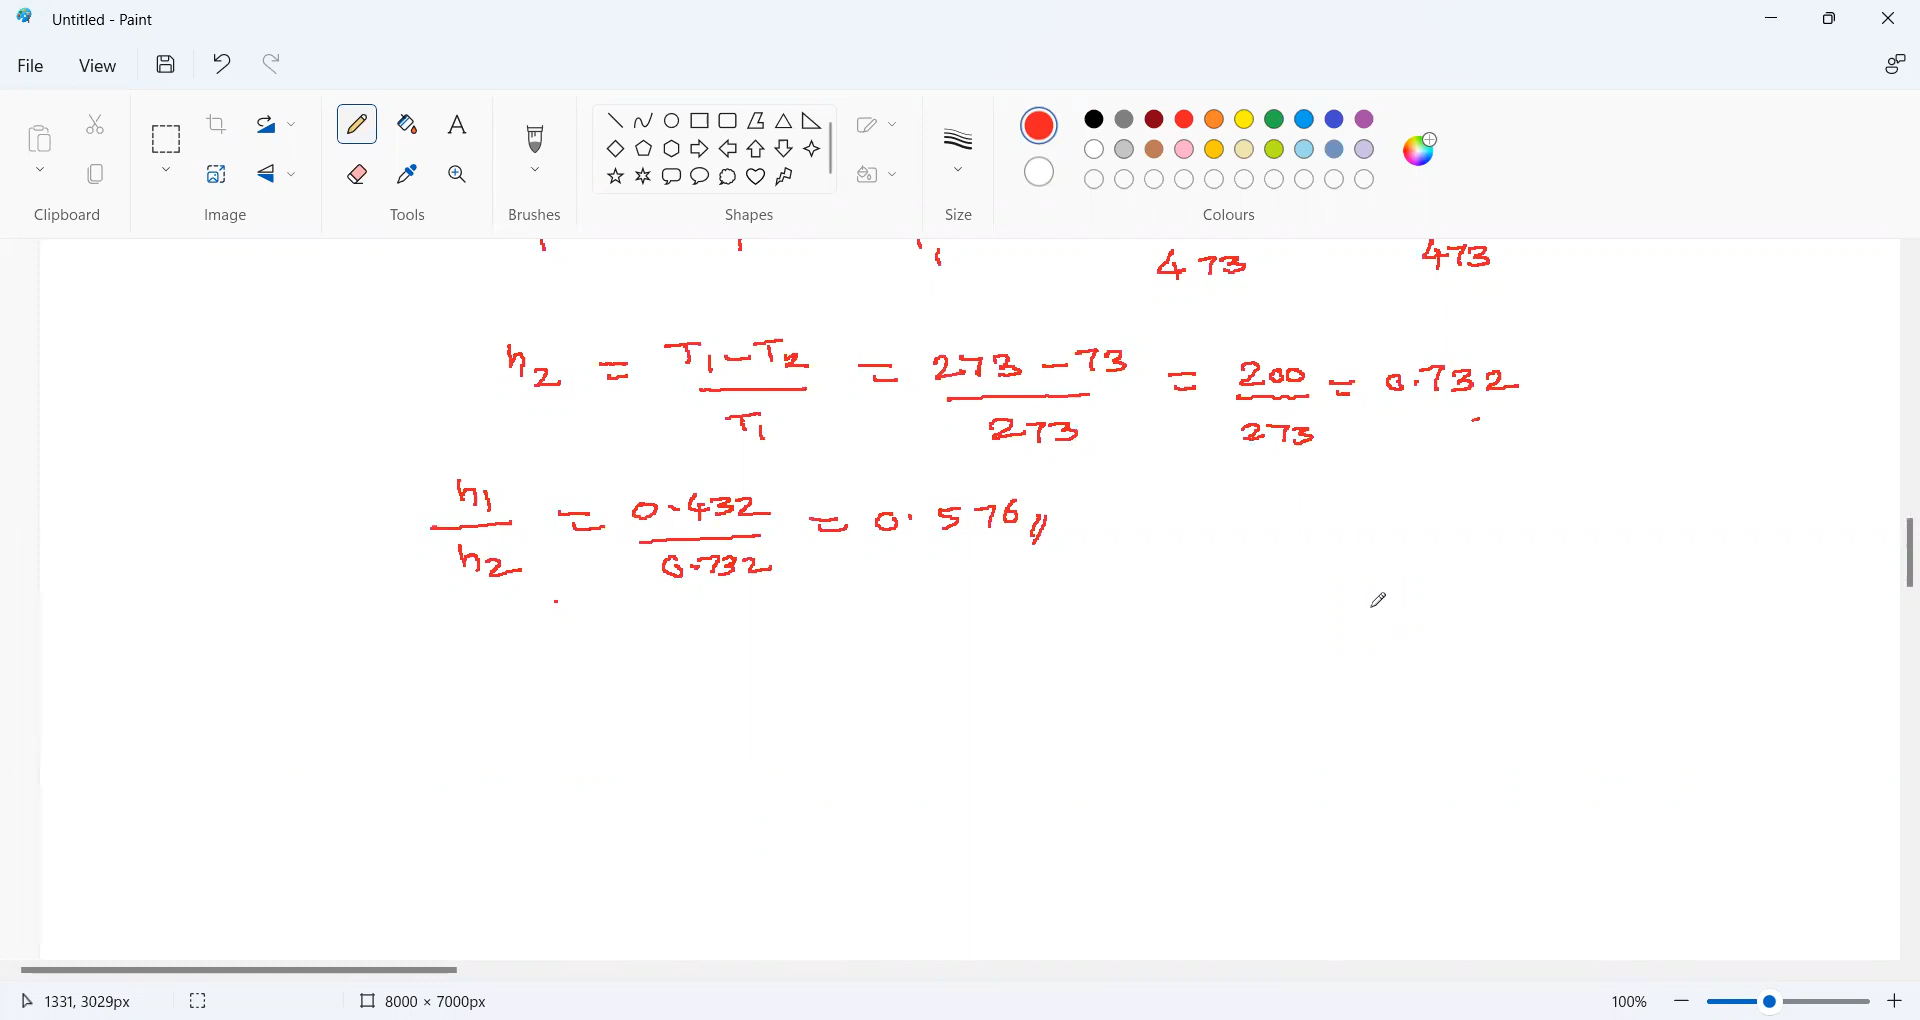 Untitled - Paint
File View
Clipboard Image Tools Brushes Shapes Size Colours
473 473
η2 = T1 - T2 / T1 = 273 - 73 / 273 = 200 / 273 = 0.732
η1 / η2 = 0.432 / 0.732 = 0.576 //
1331, 3029px 8000 × 7000px 100%